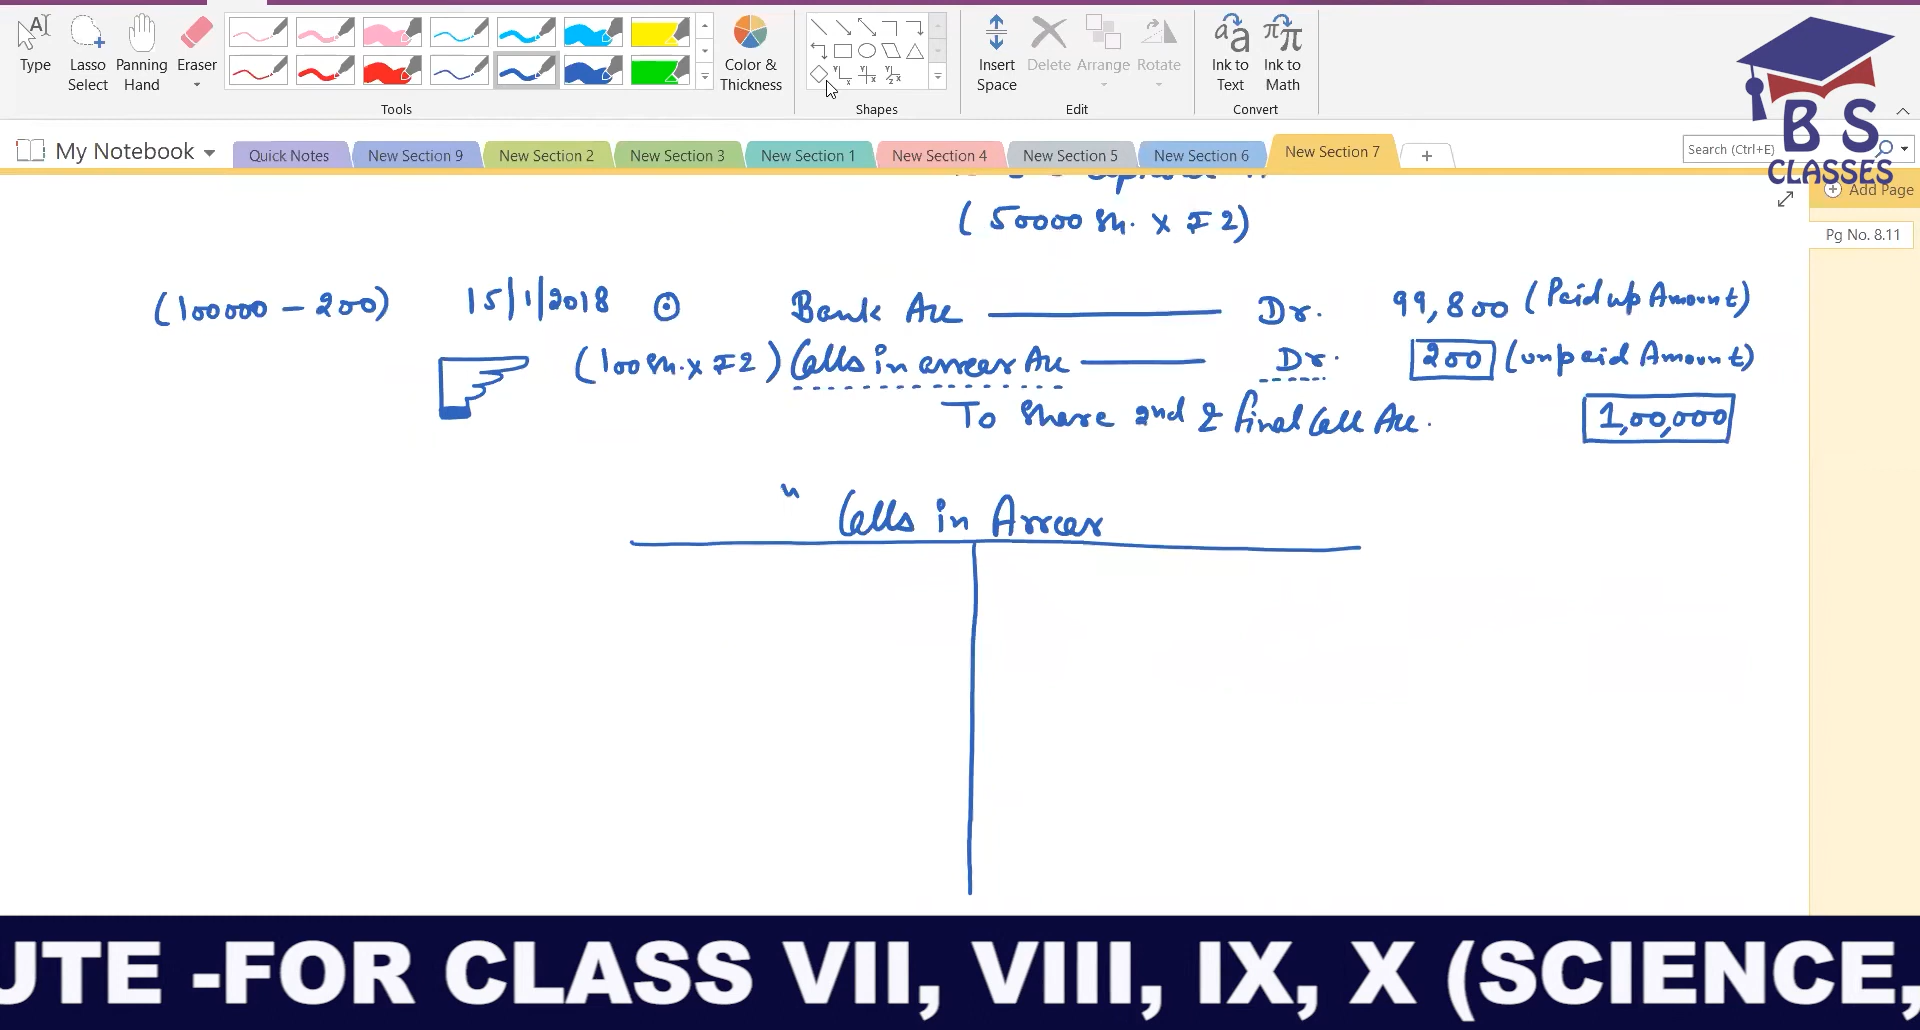 Type
Lasso Select
Panning Hand
Eraser
Color & Thickness
Insert Space
Delete
Arrange
Rotate
Ink to Text
Ink to Math
Tools
Shapes
Edit
Convert
B S
CLASSES
My Notebook
Quick Notes
New Section 9
New Section 2
New Section 3
New Section 1
New Section 4
New Section 5
New Section 6
New Section 7
Search (Ctrl+E)
Add Page
Pg No. 8.11
(50000 Sh. x ₹2)
(100000 - 200) 15/1/2018 Bank A/c Dr. 99,800 (Paid up Amount)
(100 Sh. x ₹2) Calls in arrear A/c Dr. 200 (unpaid Amount)
To Share 2nd & final Call A/c. 1,00,000
" Calls in Arrear
UTE -FOR CLASS VII, VIII, IX, X (SCIENCE,